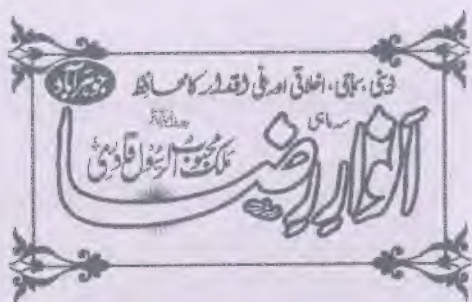 دینی، سماجی، اخلاقی اور ملی اقدار کا محافظ
جوہر آباد
سہ ماہی
انوارِ رضا
ملک محبوب الرسول قادری